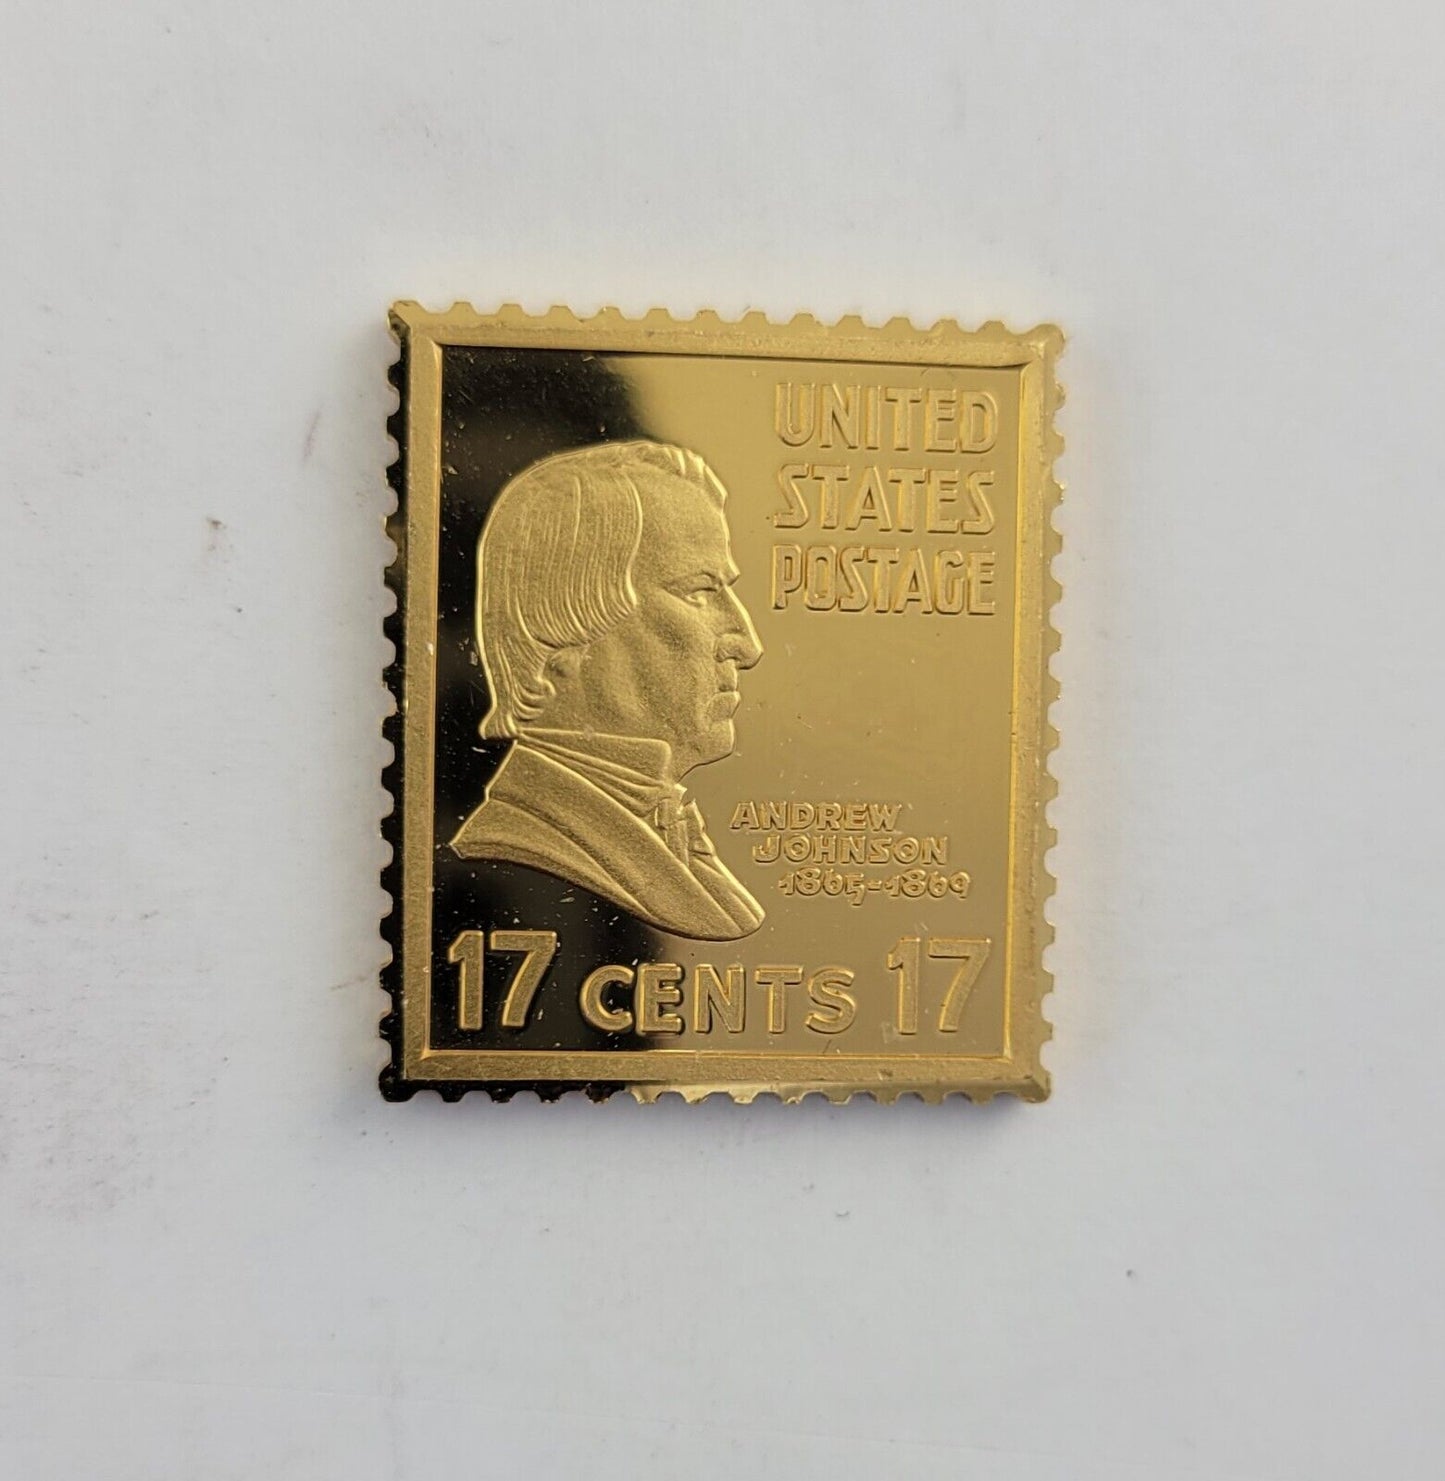 UNITED
STATES
POSTAGE
ANDREW
JOHNSON
1865-1869
17 CENTS 17